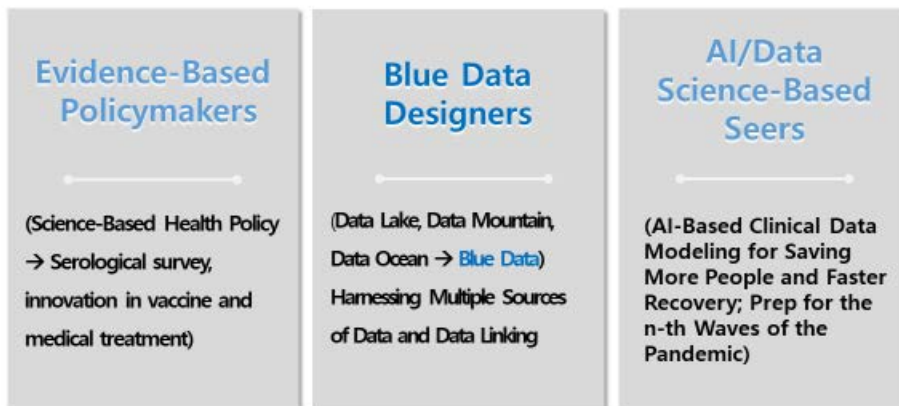 Evidence-Based
Policymakers
(Science-Based Health Policy
→ Serological survey,
innovation in vaccine and
medical treatment)
Blue Data
Designers
(Data Lake, Data Mountain,
Data Ocean → Blue Data)
Harnessing Multiple Sources
of Data and Data Linking
AI/Data
Science-Based
Seers
(AI-Based Clinical Data
Modeling for Saving
More People and Faster
Recovery; Prep for the
n-th Waves of the
Pandemic)